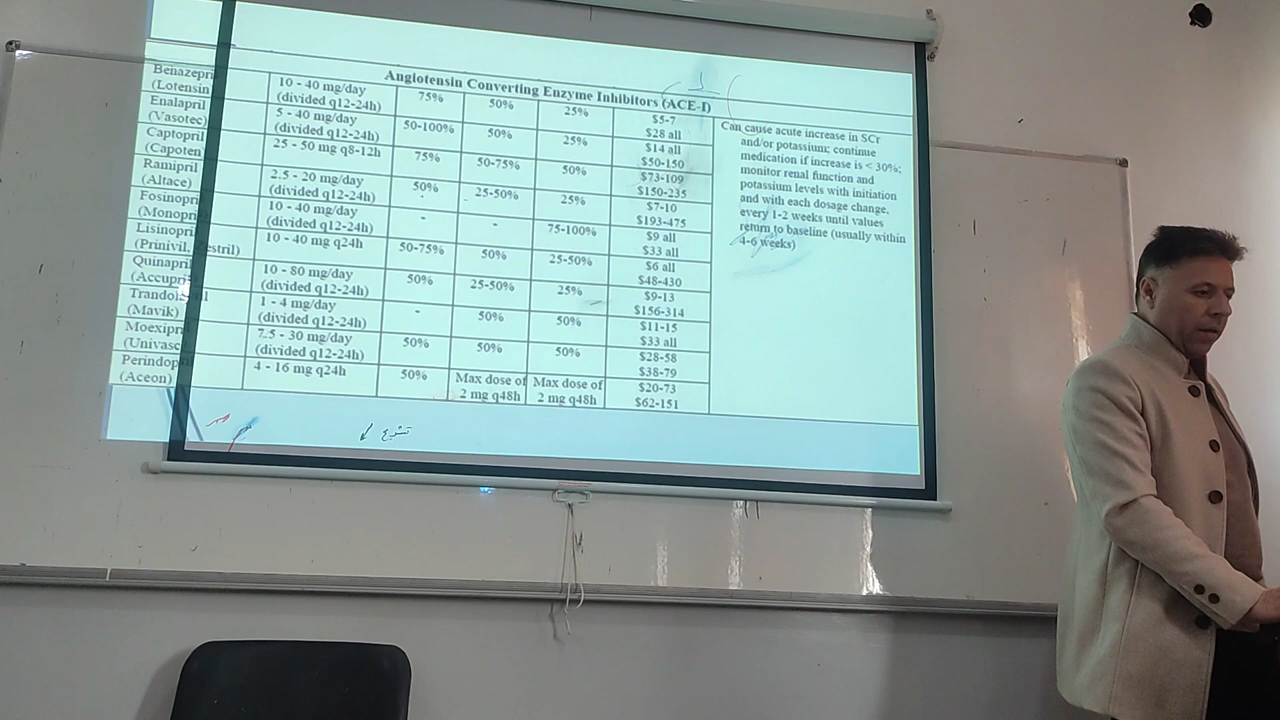 Angiotensin Converting Enzyme Inhibitors (ACE-I)
Benazepri 10 - 40 mg/day 75% 50% 25% $5-7
(Lotensin (divided q12-24h) $28 all
Enalapril 5 - 40 mg/day 50-100% 50% 25% $14 all
(Vasotec) (divided q12-24h) $50-150
Captopril 25 - 50 mg q8-12h 75% 50-75% 50% $73-109
(Capoten) $150-235
Ramipril 2.5 - 20 mg/day 50% 25-50% 25% $7-10
(Altace) (divided q12-24h) $193-475
Fosinopri 10 - 40 mg/day - - 75-100% $9 all
(Monopri (divided q12-24h) $33 all
Lisinopri 10 - 40 mg q24h 50-75% 50% 25-50% $6 all
(Prinivil, Zestril) $48-430
Quinapril 10 - 80 mg/day 50% 25-50% 25% $9-13
(Accupri (divided q12-24h) $156-314
Trandol il 1 - 4 mg/day - 50% 50% $11-15
(Mavik) (divided q12-24h) $33 all
Moexipri 7.5 - 30 mg/day 50% 50% 50% $28-58
(Univasc (divided q12-24h) $38-79
Perindop 4 - 16 mg q24h 50% Max dose of Max dose of $20-73
(Aceon) 2 mg q48h 2 mg q48h $62-151
Can cause acute increase in SCr
and/or potassium; continue
medication if increase is < 30%;
monitor renal function and
potassium levels with initiation
and with each dosage change,
every 1-2 weeks until values
return to baseline (usually within
4-6 weeks)